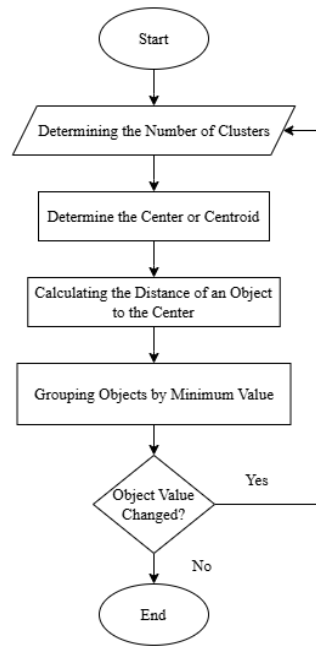 Start
Determining the Number of Clusters
Determine the Center or Centroid
Calculating the Distance of an Object
to the Center
Grouping Objects by Minimum Value
Object Value
Changed?
Yes
No
End